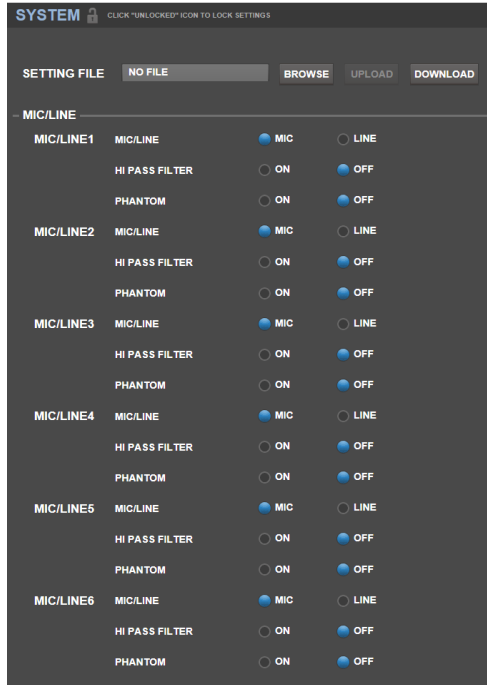 SYSTEM CLICK "UNLOCKED" ICON TO LOCK SETTINGS
SETTING FILE NO FILE BROWSE UPLOAD DOWNLOAD
MIC/LINE
MIC/LINE1 MIC/LINE MIC LINE
HI PASS FILTER ON OFF
PHANTOM ON OFF
MIC/LINE2 MIC/LINE MIC LINE
HI PASS FILTER ON OFF
PHANTOM ON OFF
MIC/LINE3 MIC/LINE MIC LINE
HI PASS FILTER ON OFF
PHANTOM ON OFF
MIC/LINE4 MIC/LINE MIC LINE
HI PASS FILTER ON OFF
PHANTOM ON OFF
MIC/LINE5 MIC/LINE MIC LINE
HI PASS FILTER ON OFF
PHANTOM ON OFF
MIC/LINE6 MIC/LINE MIC LINE
HI PASS FILTER ON OFF
PHANTOM ON OFF